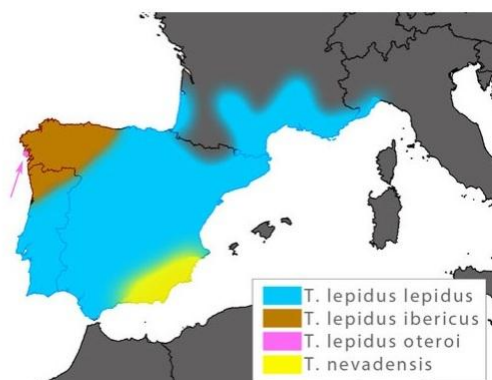 T. lepidus lepidus
T. lepidus ibericus
T. lepidus oteroi
T. nevadensis